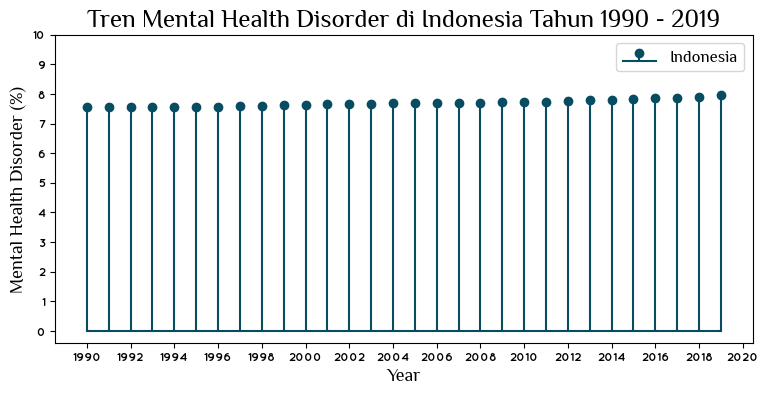 Tren Mental Health Disorder di Indonesia Tahun 1990 - 2019
Indonesia
Mental Health Disorder (%)
10
9
8
7
6
5
4
3
2
1
0
1990 1992 1994 1996 1998 2000 2002 2004 2006 2008 2010 2012 2014 2016 2018 2020
Year